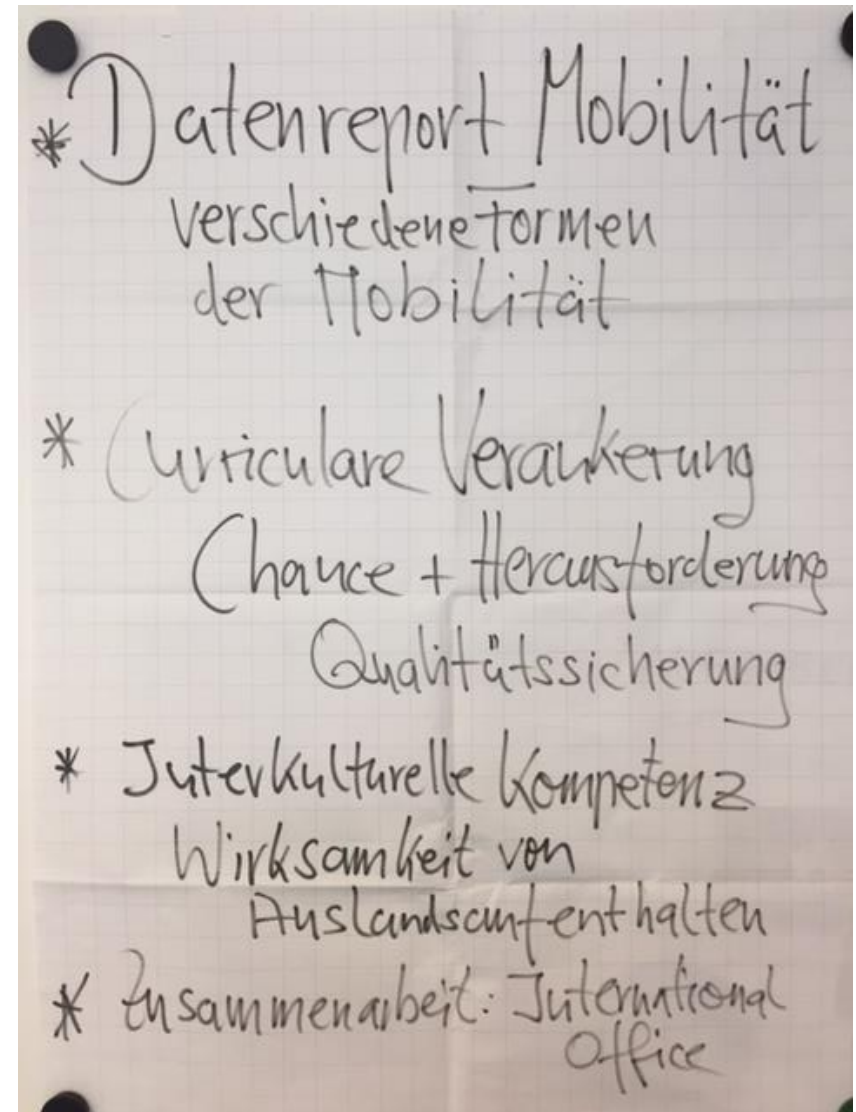 * Datenreport Mobilität
verschiedene Formen
der Mobilität
* Curriculare Verankerung
Chance + Herausforderung
Qualitätssicherung
* Interkulturelle Kompetenz
Wirksamkeit von
Auslandsaufenthalten
* Zusammenarbeit: International
Office